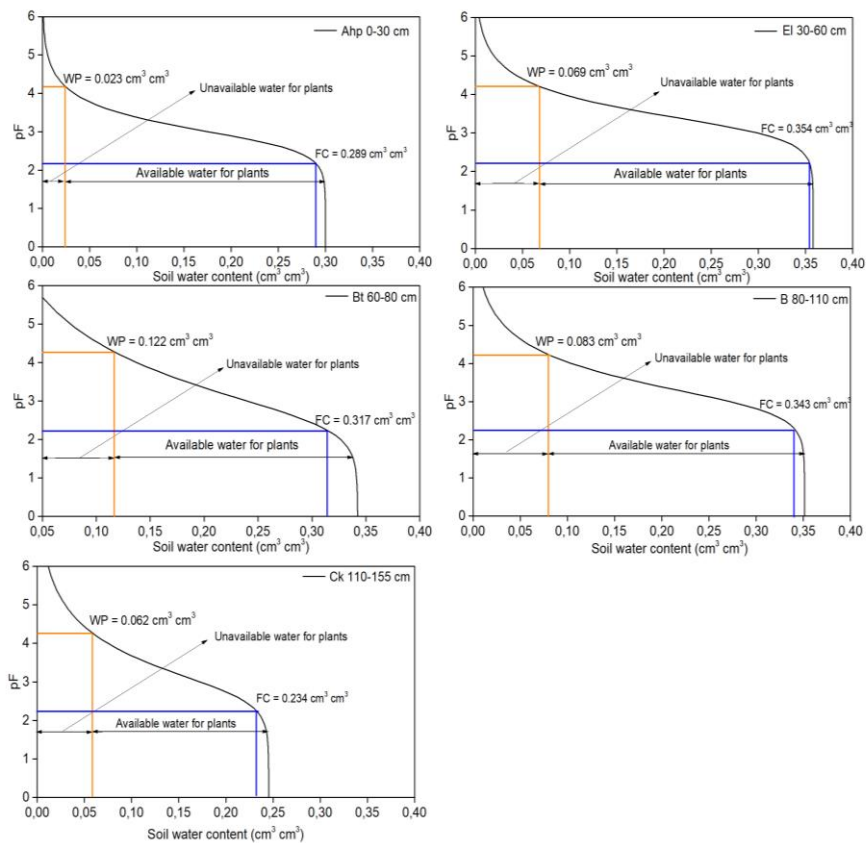 Ahp 0-30 cm
WP = 0.023 cm³ cm³
Unavailable water for plants
FC = 0.289 cm³ cm³
Available water for plants
pF
6
5
4
3
2
1
0
0,00 0,05 0,10 0,15 0,20 0,25 0,30 0,35 0,40
Soil water content (cm³ cm³)
El 30-60 cm
WP = 0.069 cm³ cm³
Unavailable water for plants
FC = 0.354 cm³ cm³
Available water for plants
pF
6
5
4
3
2
1
0
0,00 0,05 0,10 0,15 0,20 0,25 0,30 0,35 0,40
Soil water content (cm³ cm³)
Bt 60-80 cm
WP = 0.122 cm³ cm³
Unavailable water for plants
FC = 0.317 cm³ cm³
Available water for plants
pF
6
5
4
3
2
1
0
0,05 0,10 0,15 0,20 0,25 0,30 0,35 0,40
Soil water content (cm³ cm³)
B 80-110 cm
WP = 0.083 cm³ cm³
Unavailable water for plants
FC = 0.343 cm³ cm³
Available water for plants
pF
6
5
4
3
2
1
0
0,00 0,05 0,10 0,15 0,20 0,25 0,30 0,35 0,40
Soil water content (cm³ cm³)
Ck 110-155 cm
WP = 0.062 cm³ cm³
Unavailable water for plants
FC = 0.234 cm³ cm³
Available water for plants
pF
6
5
4
3
2
1
0
0,00 0,05 0,10 0,15 0,20 0,25 0,30 0,35 0,40
Soil water content (cm³ cm³)